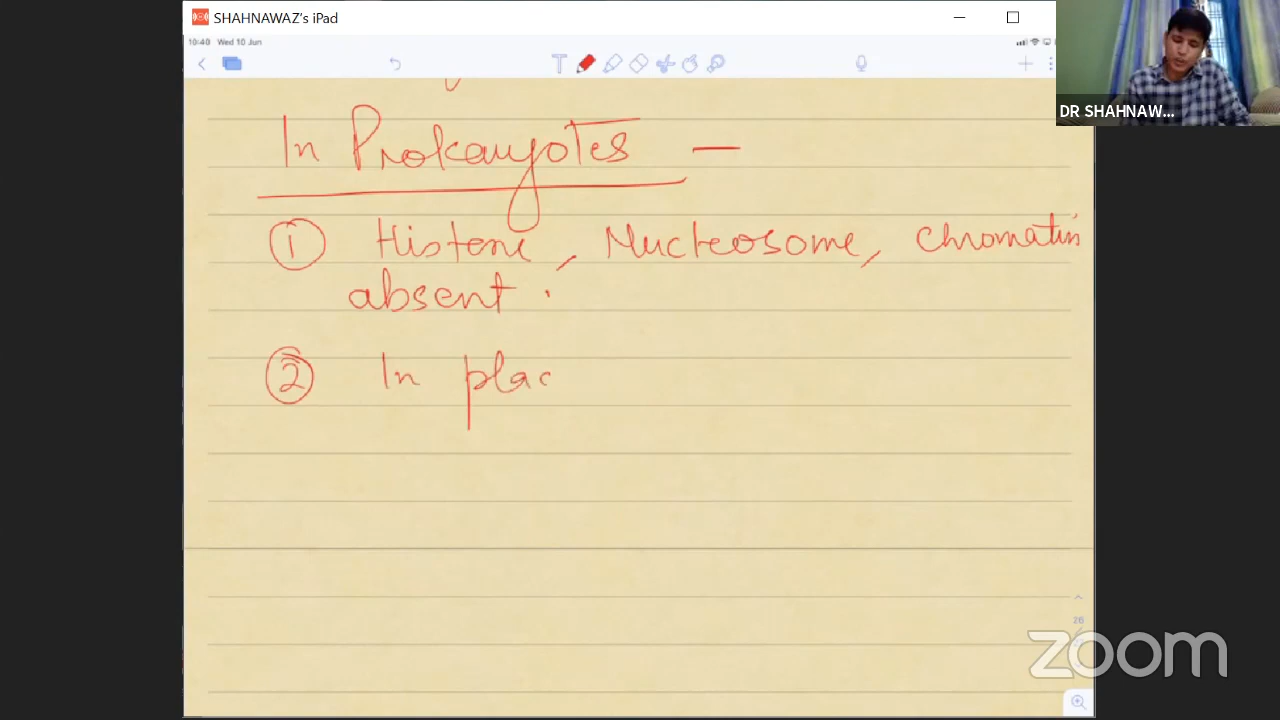 SHAHNAWAZ's iPad
10:40 Wed 10 Jun
DR SHAHNAW...
In Prokaryotes —
① Histone, Nucleosome, chromatin
absent.
② In plac
26
zoom